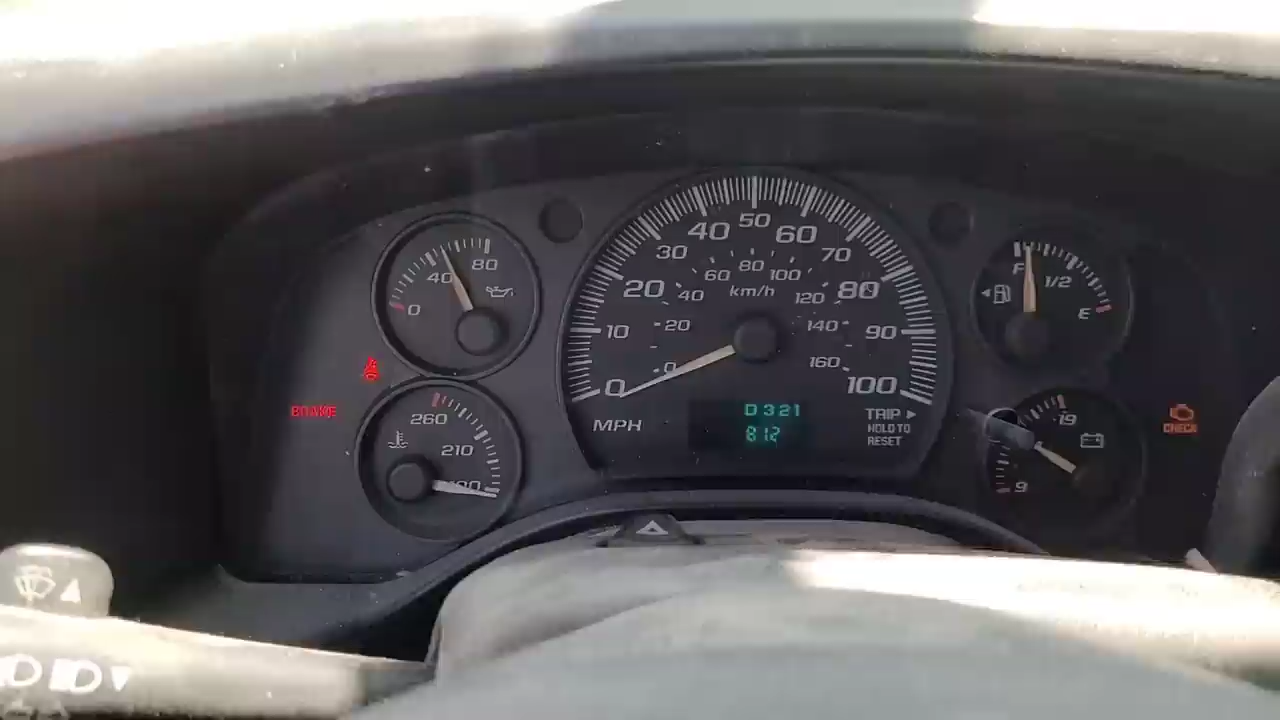 50
40 60
30 70
60 80 100
km/h
20 40 120 80
10 20 140 90
0 0 160 100
MPH
D321
812
TRIP
HOLD TO
RESET
40 80
0
BRAKE
260
210
F 1/2
E
19
9
CHECK